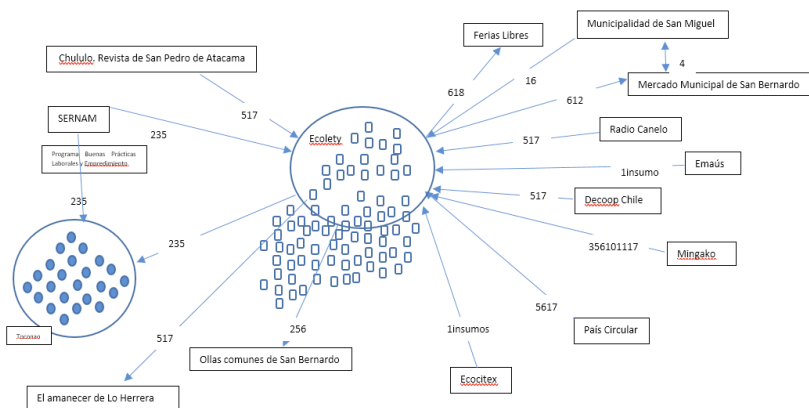 Municipalidad de San Miguel
Ferias Libres
Chululo. Revista de San Pedro de Atacama
4
16
Mercado Municipal de San Bernardo
618
612
SERNAM
517
235
Ecolety
Radio Canelo
517
Programa Buenas Prácticas
Laborales y Emprediemiento.
Emaús
1insumo
517
Decoop Chile
235
235
356101117
Mingako
5617
País Circular
256
1insumos
Toconao
517
Ollas comunes de San Bernardo
Ecocitex
El amanecer de Lo Herrera